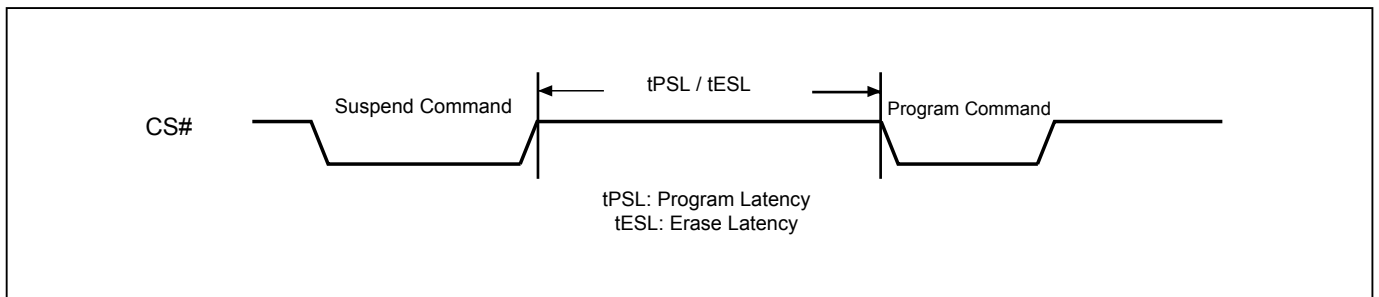 tPSL / tESL
Suspend Command
Program Command
CS#
tPSL: Program Latency
tESL: Erase Latency